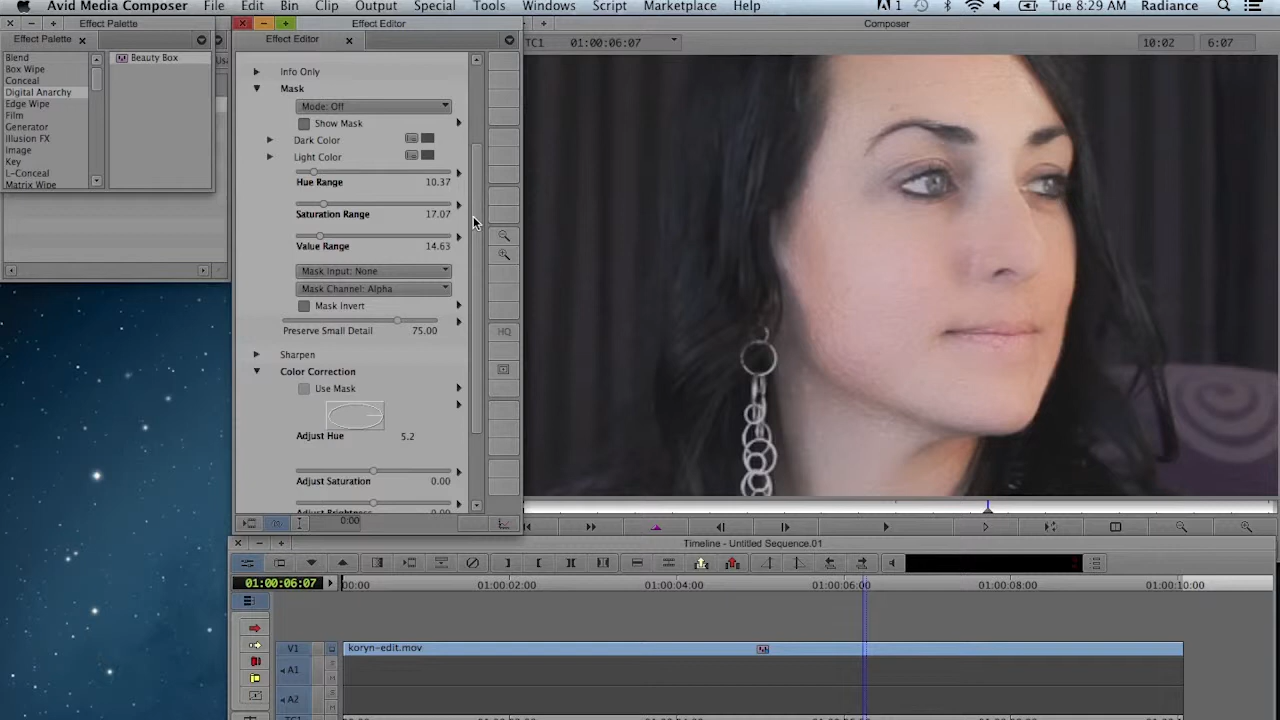 Avid Media Composer File Edit Bin Clip Output Special Tools Windows Script Marketplace Help 1 Tue 8:29 AM Radiance
Effect Palette
Effect Editor
Composer
Effect Palette
Effect Editor
TC1 01:00:06:07
10:02 6:07
Blend
Box Wipe
Conceal
Digital Anarchy
Edge Wipe
Film
Generator
Illusion FX
Image
Key
L-Conceal
Matrix Wipe
Beauty Box
Info Only
Mask
Mode: Off
Show Mask
Dark Color
Light Color
Hue Range 10.37
Saturation Range 17.07
Value Range 14.63
Mask Input: None
Mask Channel: Alpha
Mask Invert
Preserve Small Detail 75.00
Sharpen
Color Correction
Use Mask
Adjust Hue 5.2
Adjust Saturation 0.00
Adjust Brightness 0.00
HQ
0:00
Timeline - Untitled Sequence.01
01:00:06:07
00:00 01:00:02:00 01:00:04:00 01:00:06:00 01:00:08:00 01:00:10:00
V1 koryn-edit.mov
A1
A2
TC1